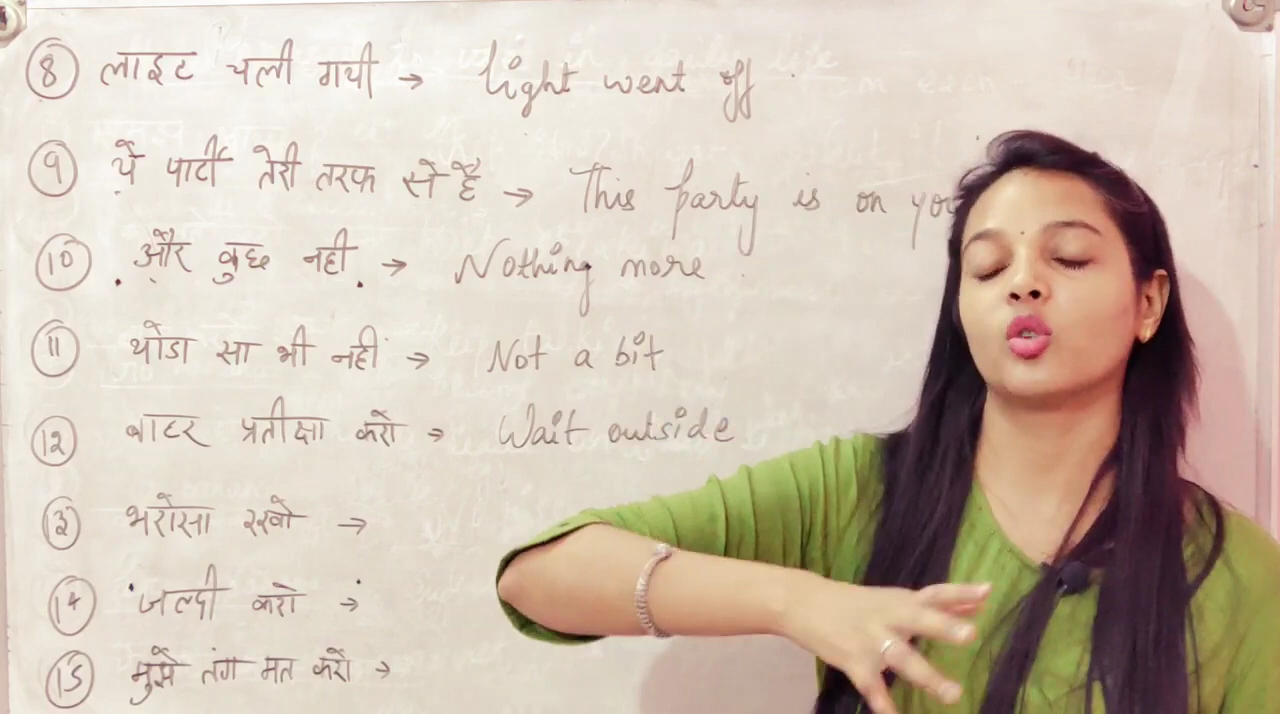 8 लाइट चली गयी → light went off
9 ये पार्टी तेरी तरफ से है → This party is on you
10 और कुछ नही → Nothing more
11 थोडा सा भी नही → Not a bit
12 बाहर प्रतीक्षा करो → Wait outside
13 भरोसा रखो →
14 जल्दी करो →
15 मुझे तंग मत करो →